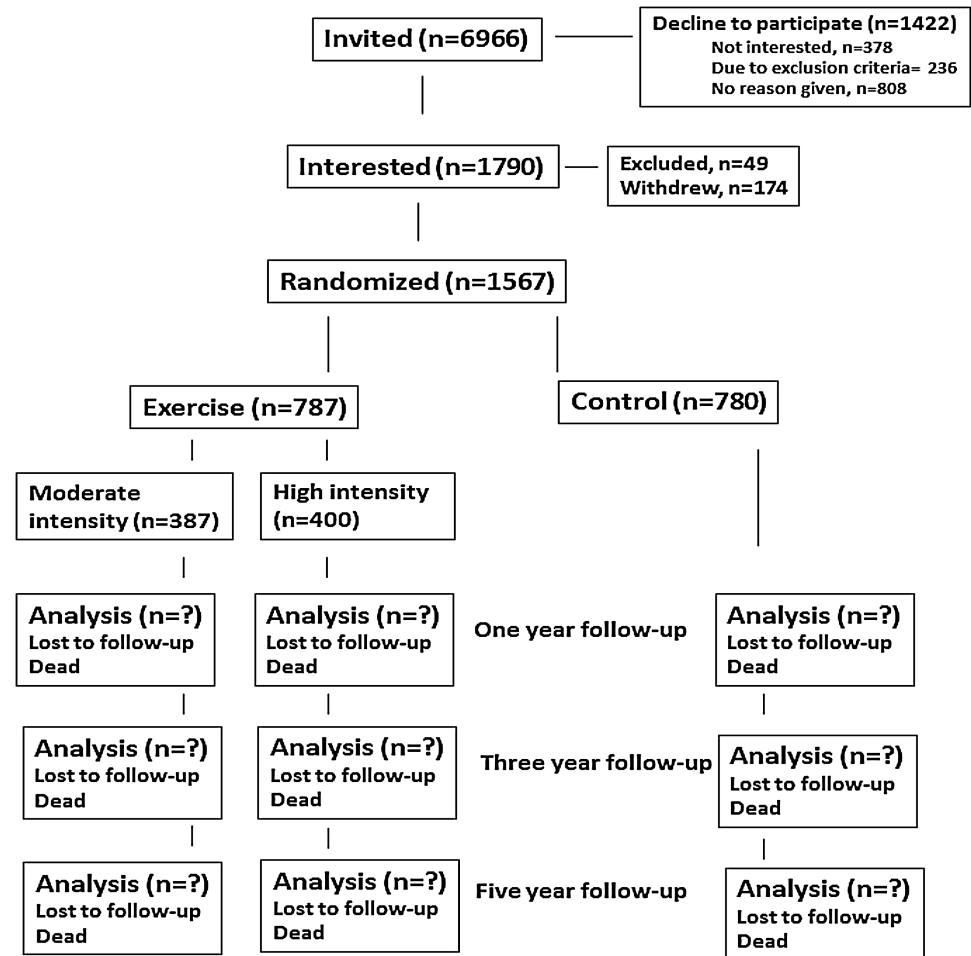 Invited (n=6966)
Decline to participate (n=1422)
Not interested, n=378
Due to exclusion criteria= 236
No reason given, n=808
Interested (n=1790)
Excluded, n=49
Withdrew, n=174
Randomized (n=1567)
Exercise (n=787)
Control (n=780)
Moderate
intensity (n=387)
High intensity
(n=400)
Analysis (n=?)
Lost to follow-up
Dead
Analysis (n=?)
Lost to follow-up
Dead
One year follow-up
Analysis (n=?)
Lost to follow-up
Dead
Analysis (n=?)
Lost to follow-up
Dead
Analysis (n=?)
Lost to follow-up
Dead
Three year follow-up
Analysis (n=?)
Lost to follow-up
Dead
Analysis (n=?)
Lost to follow-up
Dead
Analysis (n=?)
Lost to follow-up
Dead
Five year follow-up
Analysis (n=?)
Lost to follow-up
Dead